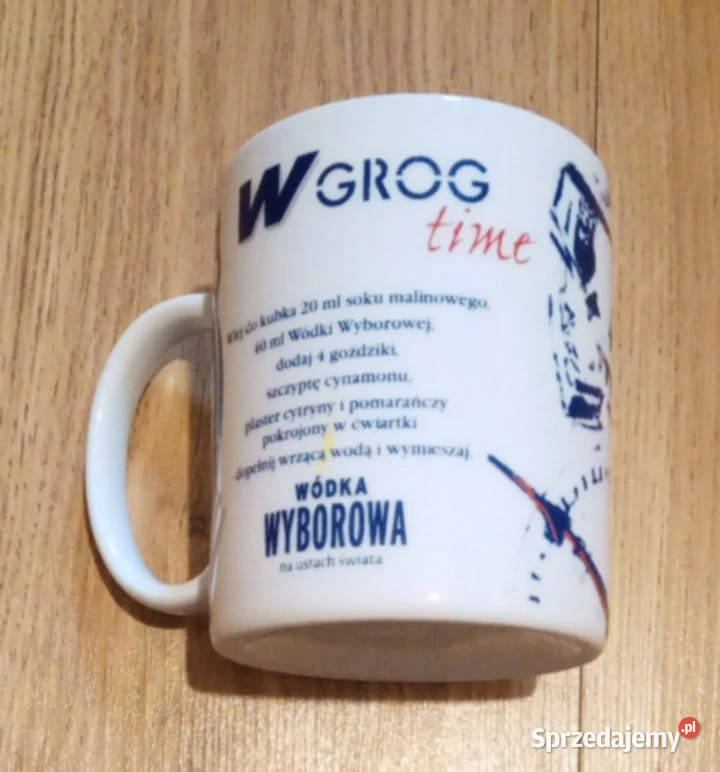 W GROG
time
wlej do kubka 20 ml soku malinowego,
40 ml Wódki Wyborowej,
dodaj 4 goździki,
szczyptę cynamonu,
plaster cytryny i pomarańczy
pokrojony w ćwiartki
dopełnij wrzącą wodą i wymieszaj.
WÓDKA
WYBOROWA
na ustach świata
Sprzedajemy.pl